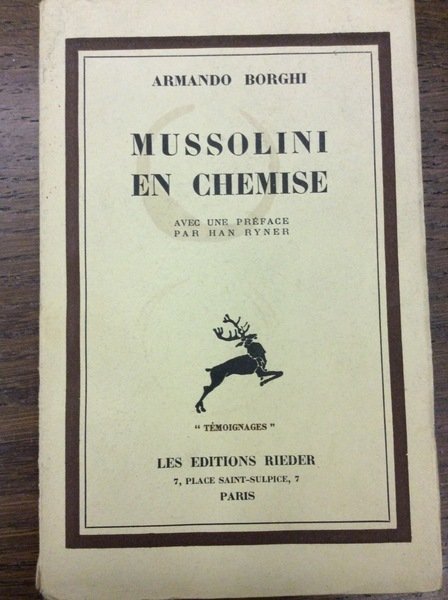 ARMANDO BORGHI
MUSSOLINI
EN CHEMISE
AVEC UNE PRÉFACE
PAR HAN RYNER
" TÉMOIGNAGES "
LES EDITIONS RIEDER
7, PLACE SAINT-SULPICE, 7
PARIS